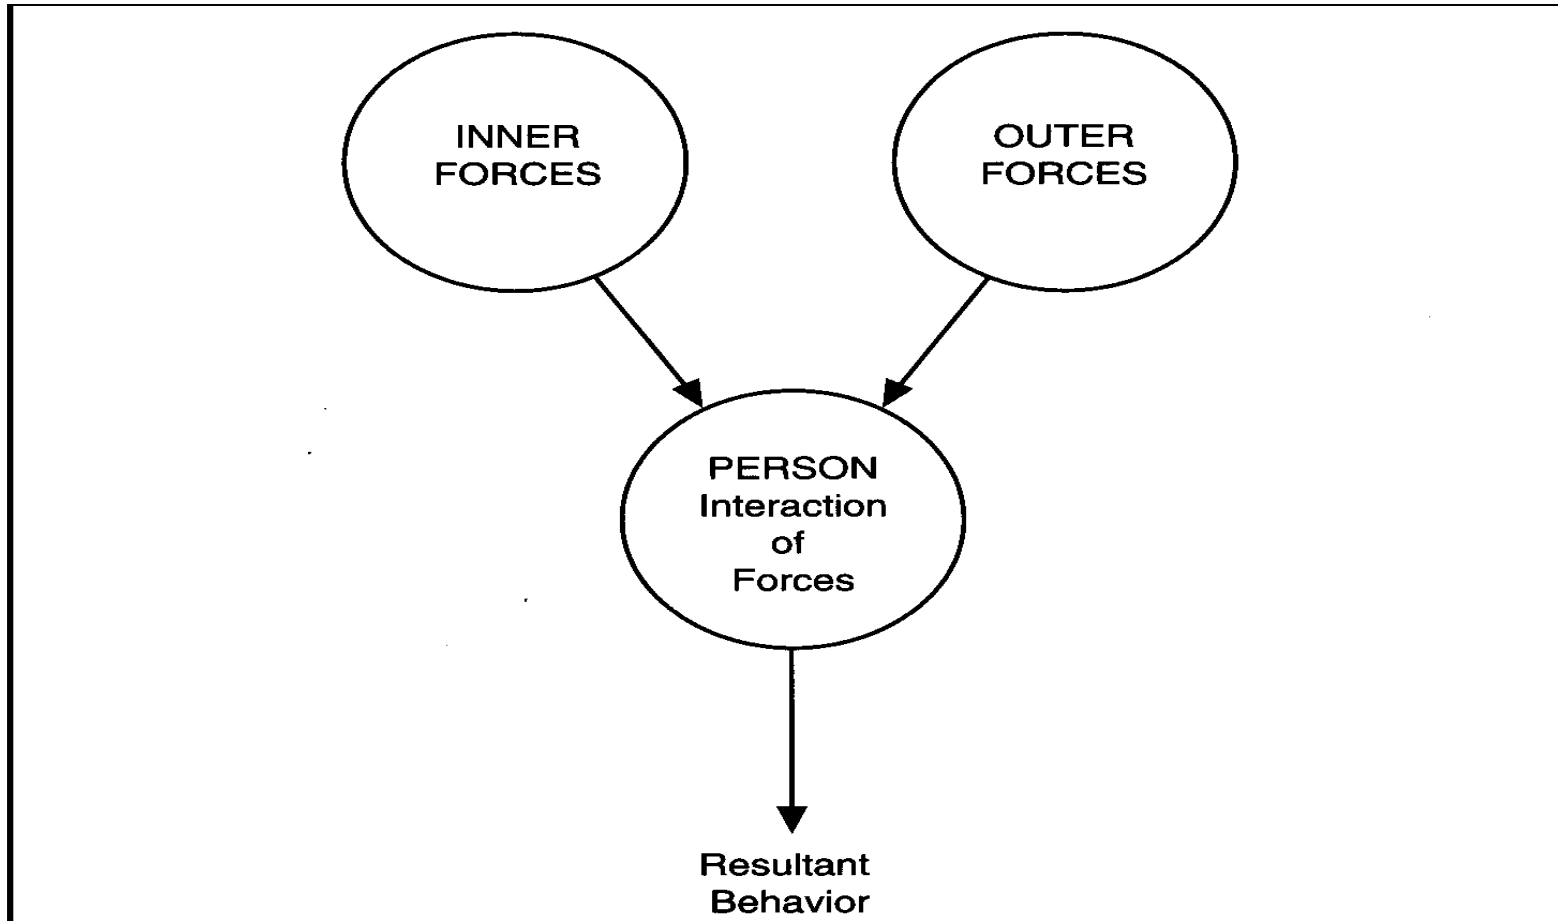 INNER
FORCES
OUTER
FORCES
PERSON
Interaction
of
Forces
Resultant
Behavior